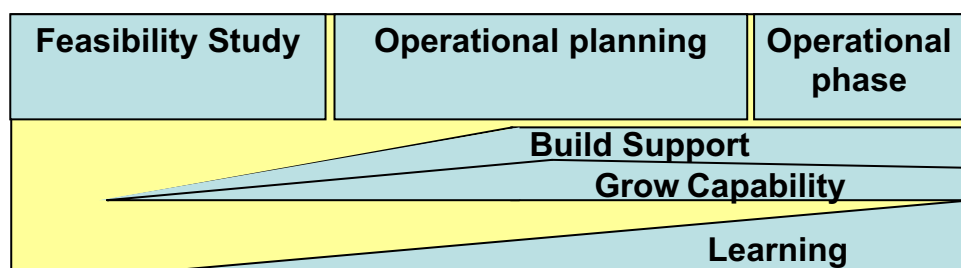 Feasibility Study
Operational planning
Operational
phase
Build Support
Grow Capability
Learning